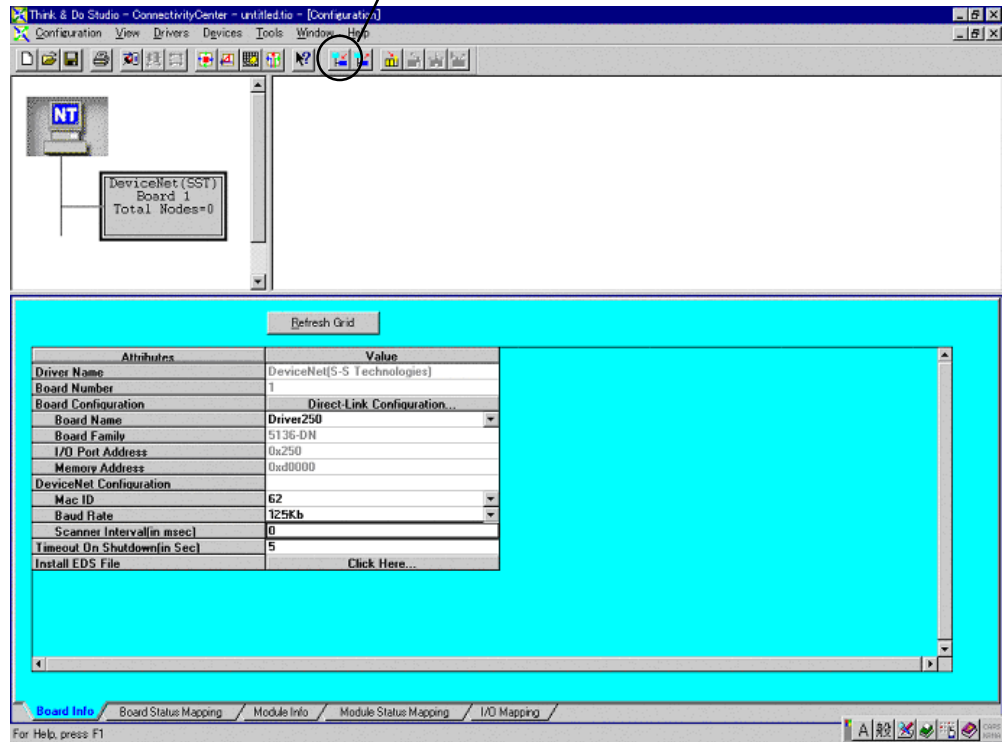 Think & Do Studio - ConnectivityCenter - untitled.tio - [Configuration]
Configuration View Drivers Devices Tools Window Help
NT
DeviceNet(SST)
Board 1
Total Nodes=0
Refresh Grid
Attributes Value
Driver Name DeviceNet(S-S Technologies)
Board Number 1
Board Configuration Direct-Link Configuration...
Board Name Driver250
Board Family 5136-DN
I/O Port Address 0x250
Memory Address 0xd0000
DeviceNet Configuration
Mac ID 62
Baud Rate 125Kb
Scanner Interval(in msec) 0
Timeout On Shutdown(in Sec) 5
Install EDS File Click Here...
Board Info Board Status Mapping Module Info Module Status Mapping I/O Mapping
For Help, press F1
A 般 CAPS
KANA